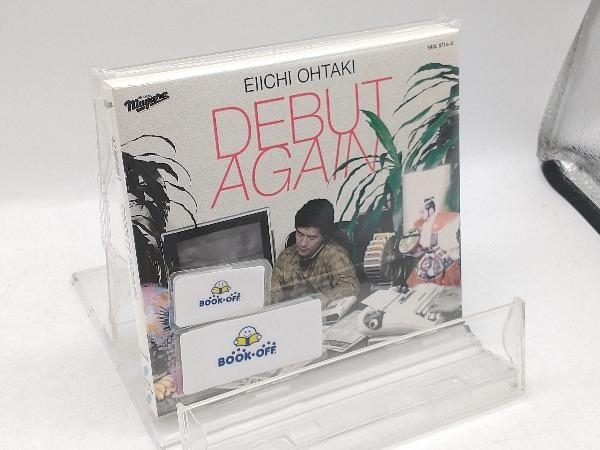 EIICHI OHTAKI
DEBUT
AGAIN
BOOK·OFF
BOOK·OFF